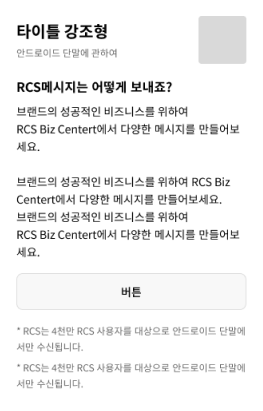 타이틀 강조형
안드로이드 단말에 관하여
RCS메시지는 어떻게 보내죠?
브랜드의 성공적인 비즈니스를 위하여
RCS Biz Centert에서 다양한 메시지를 만들어보
세요.
브랜드의 성공적인 비즈니스를 위하여 RCS Biz
Centert에서 다양한 메시지를 만들어보세요.
브랜드의 성공적인 비즈니스를 위하여
RCS Biz Centert에서 다양한 메시지를 만들어보
세요.
버튼
* RCS는 4천만 RCS 사용자를 대상으로 안드로이드 단말에
서만 수신됩니다.
* RCS는 4천만 RCS 사용자를 대상으로 안드로이드 단말에
서만 수신됩니다.